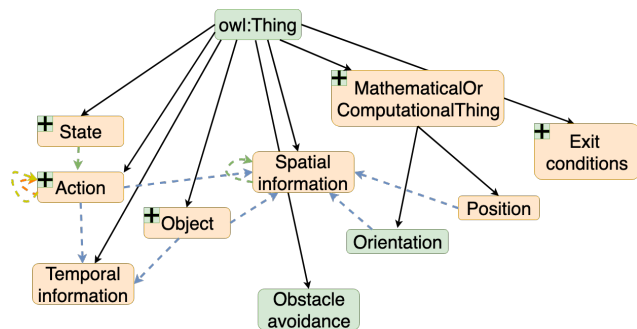 owl:Thing
MathematicalOr
ComputationalThing
State
Exit
conditions
Action
Spatial
information
Object
Position
Orientation
Temporal
information
Obstacle
avoidance